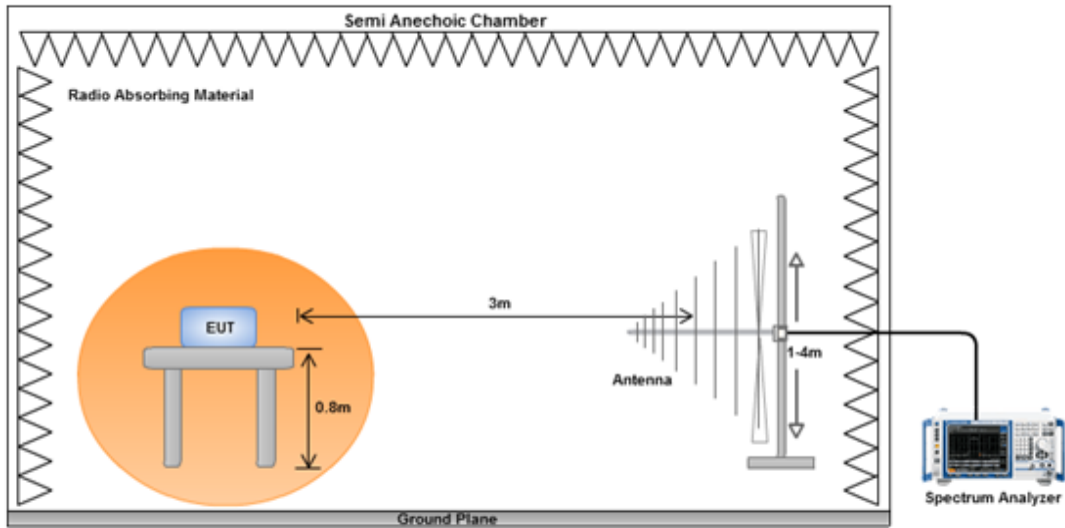 Semi Anechoic Chamber
Radio Absorbing Material
3m
EUT
1-4m
Antenna
0.8m
Spectrum Analyzer
Ground Plane